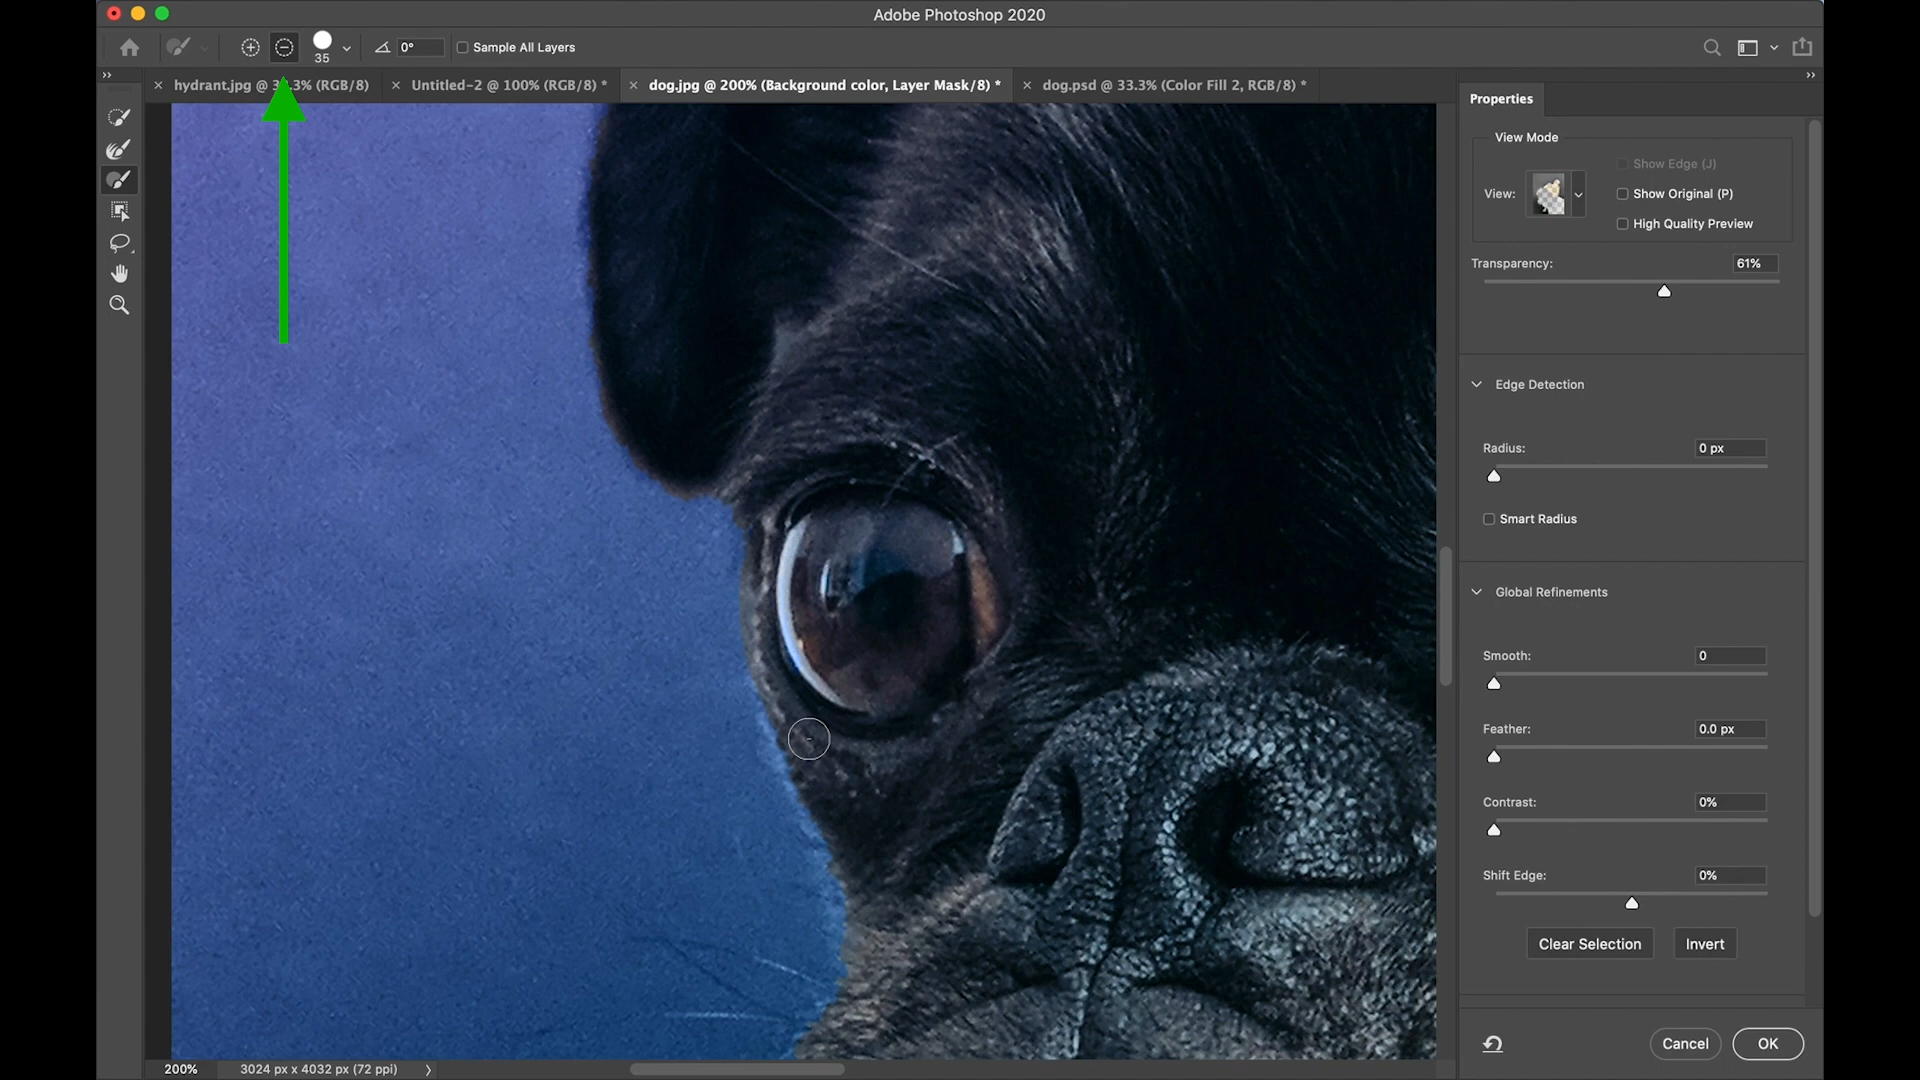 Adobe Photoshop 2020
35
0°
Sample All Layers
hydrant.jpg @ 33.3% (RGB/8)
Untitled-2 @ 100% (RGB/8) *
dog.jpg @ 200% (Background color, Layer Mask/8) *
dog.psd @ 33.3% (Color Fill 2, RGB/8) *
Properties
View Mode
Show Edge (J)
View:
Show Original (P)
High Quality Preview
Transparency:
61%
Edge Detection
Radius:
0 px
Smart Radius
Global Refinements
Smooth:
0
Feather:
0.0 px
Contrast:
0%
Shift Edge:
0%
Clear Selection
Invert
Cancel
OK
200%
3024 px x 4032 px (72 ppi)